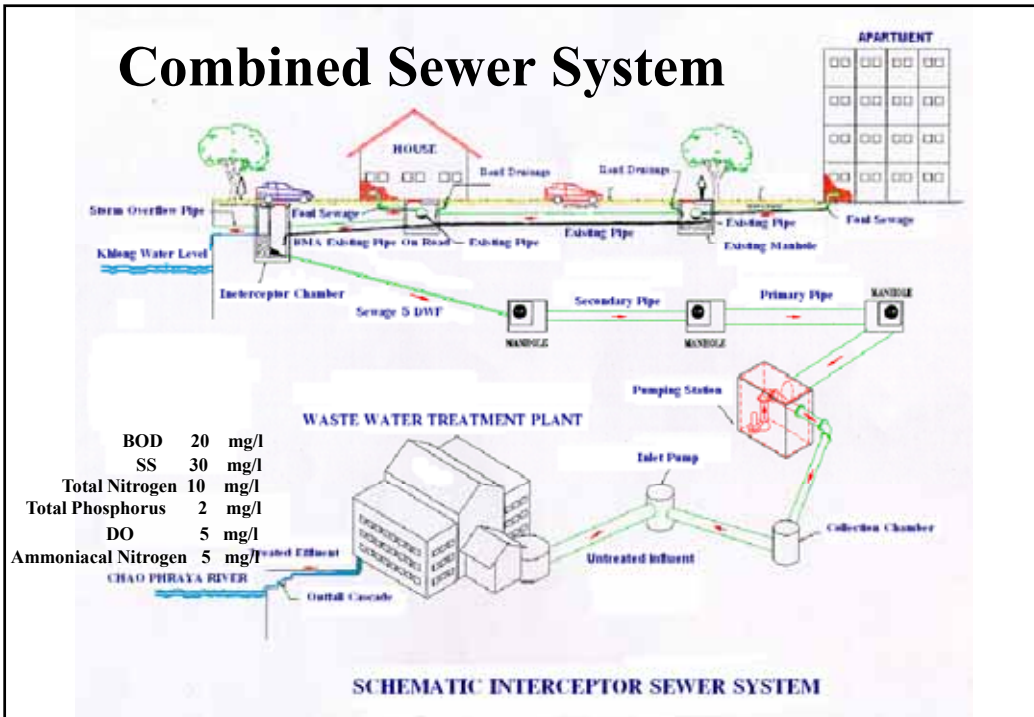 Combined Sewer System
APARTMENT
HOUSE
Road Drainage
Road Drainage
Storm Overflow Pipe
Foul Sewage
Foul Sewage
BMA Existing Pipe On Road
Existing Pipe
Existing Pipe
Existing Pipe
Existing Manhole
Khlong Water Level
Ineterceptor Chamber
Sewage 5 DWF
Secondary Pipe
Primary Pipe
MANHOLE
MANHOLE
MANHOLE
Pumping Station
WASTE WATER TREATMENT PLANT
Inlet Pump
BOD 20 mg/l
SS 30 mg/l
Total Nitrogen 10 mg/l
Total Phosphorus 2 mg/l
DO 5 mg/l
Ammoniacal Nitrogen 5 mg/l
Treated Effluent
Collection Chamber
Untreated Influent
CHAO PHRAYA RIVER
Outfall Cascade
SCHEMATIC INTERCEPTOR SEWER SYSTEM